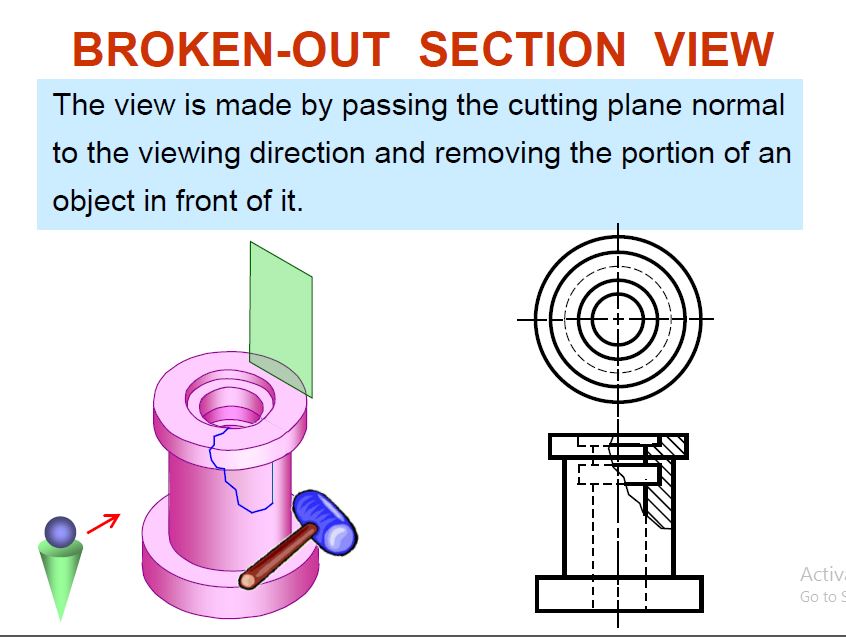 BROKEN-OUT SECTION VIEW
The view is made by passing the cutting plane normal
to the viewing direction and removing the portion of an
object in front of it.
Activa
Go to S